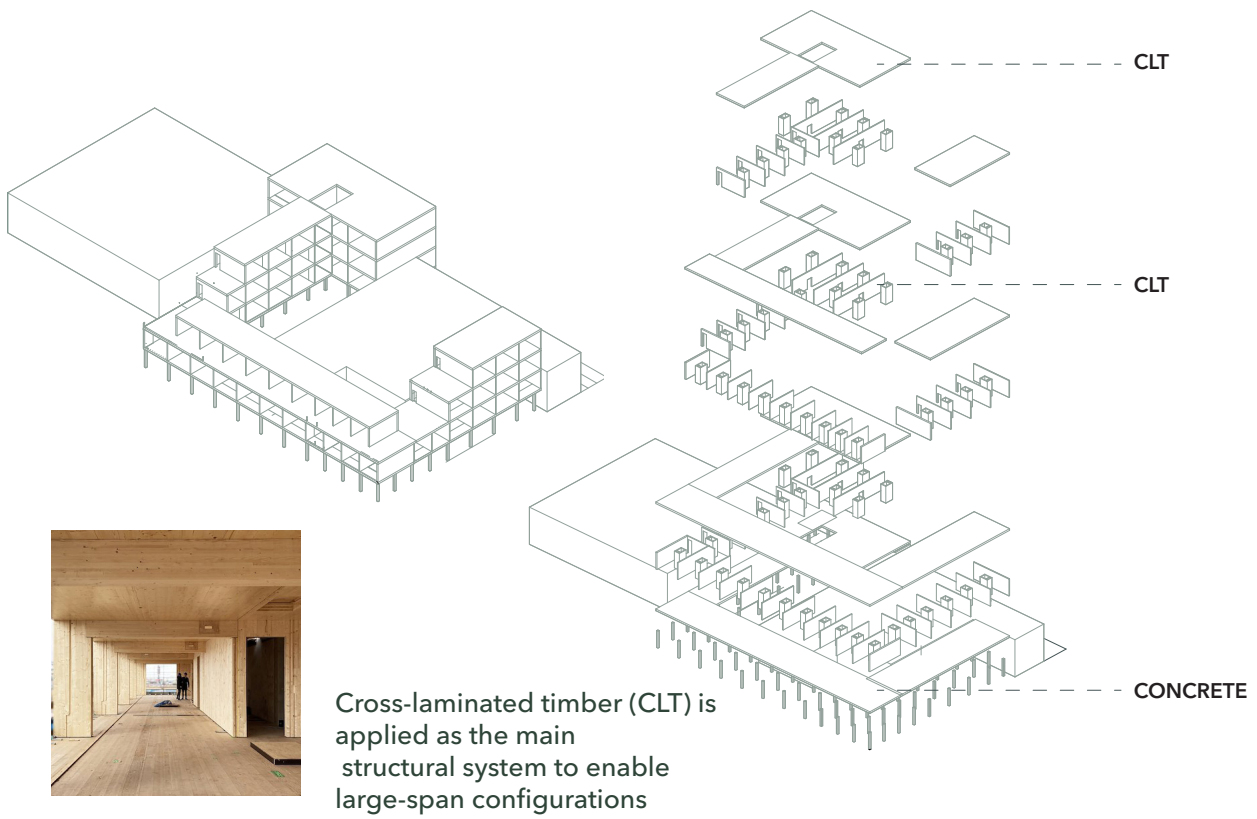 CLT
CLT
CONCRETE
Cross-laminated timber (CLT) is
applied as the main
structural system to enable
large-span configurations